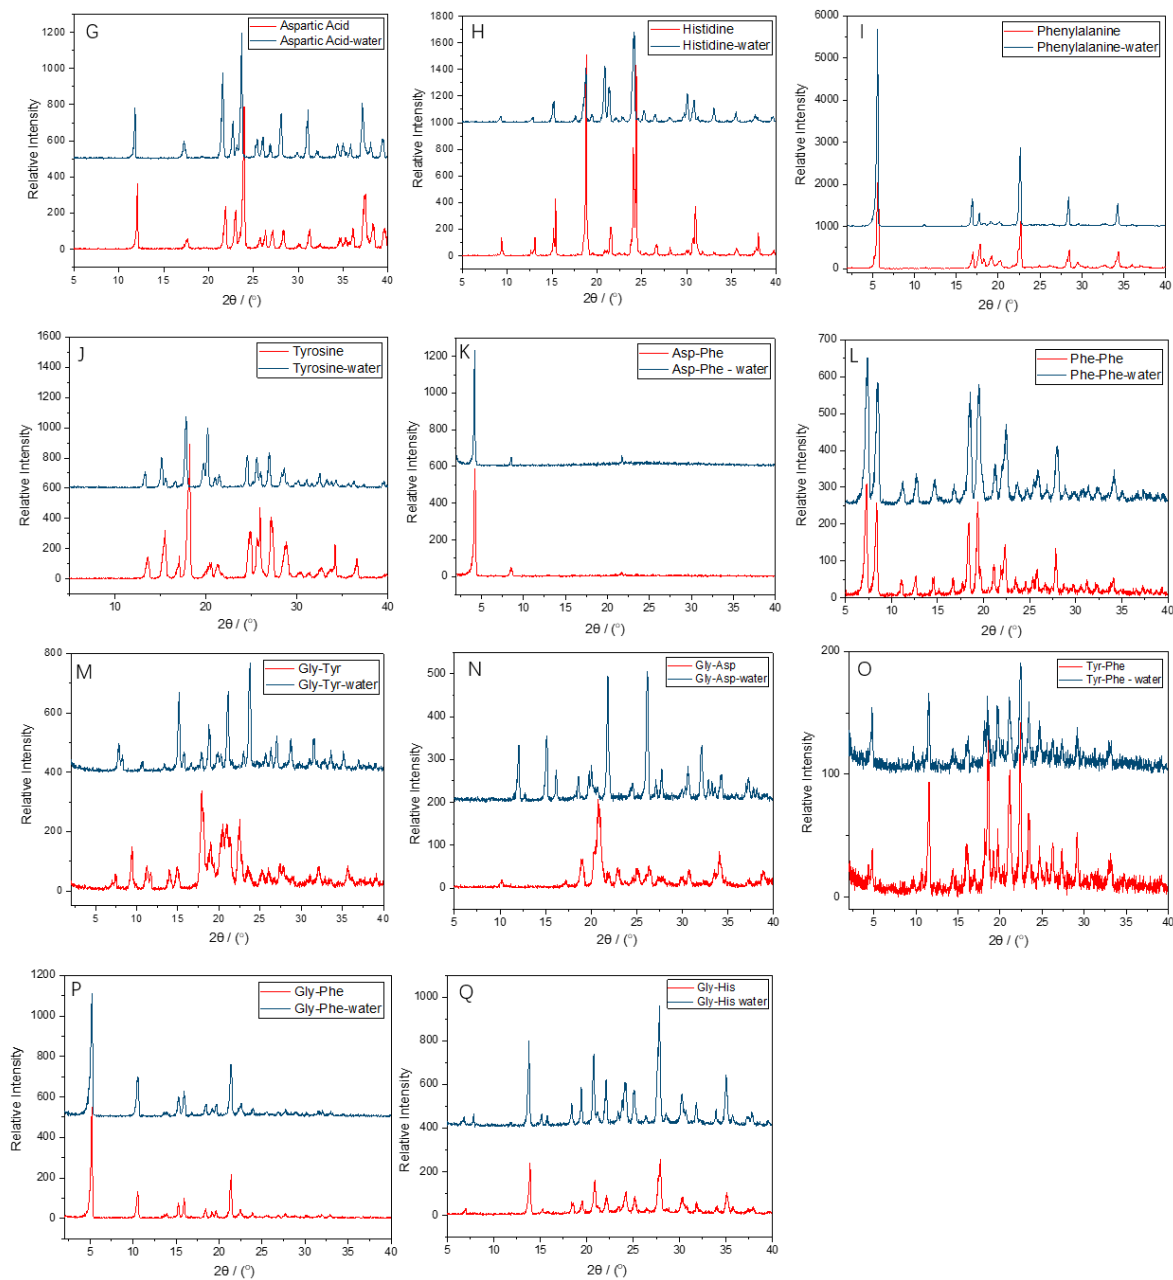 G
Aspartic Acid
Aspartic Acid-water
Relative Intensity
1200
1000
800
600
400
200
0
5 10 15 20 25 30 35 40
2θ / (°)
H
Histidine
Histidine-water
Relative Intensity
1800
1600
1400
1200
1000
800
600
400
200
0
5 10 15 20 25 30 35 40
2θ / (°)
I
Phenylalanine
Phenylalanine-water
Relative Intensity
6000
5000
4000
3000
2000
1000
0
5 10 15 20 25 30 35 40
2θ / (°)
J
Tyrosine
Tyrosine-water
Relative Intensity
1600
1400
1200
1000
800
600
400
200
0
10 20 30 40
2θ / (°)
K
Asp-Phe
Asp-Phe - water
Relative Intensity
1200
1000
800
600
400
200
0
5 10 15 20 25 30 35 40
2θ / (°)
L
Phe-Phe
Phe-Phe-water
Relative Intensity
700
600
500
400
300
200
100
0
5 10 15 20 25 30 35 40
2θ / (°)
M
Gly-Tyr
Gly-Tyr-water
Relative Intensity
800
600
400
200
0
5 10 15 20 25 30 35 40
2θ / (°)
N
Gly-Asp
Gly-Asp-water
Relative Intensity
500
400
300
200
100
0
5 10 15 20 25 30 35 40
2θ / (°)
O
Tyr-Phe
Tyr-Phe - water
Relative Intensity
200
100
0
5 10 15 20 25 30 35 40
2θ / (°)
P
Gly-Phe
Gly-Phe-water
Relative Intensity
1200
1000
800
600
400
200
0
5 10 15 20 25 30 35 40
2θ / (°)
Q
Gly-His
Gly-His water
Relative Intensity
1000
800
600
400
200
0
5 10 15 20 25 30 35 40
2θ / (°)